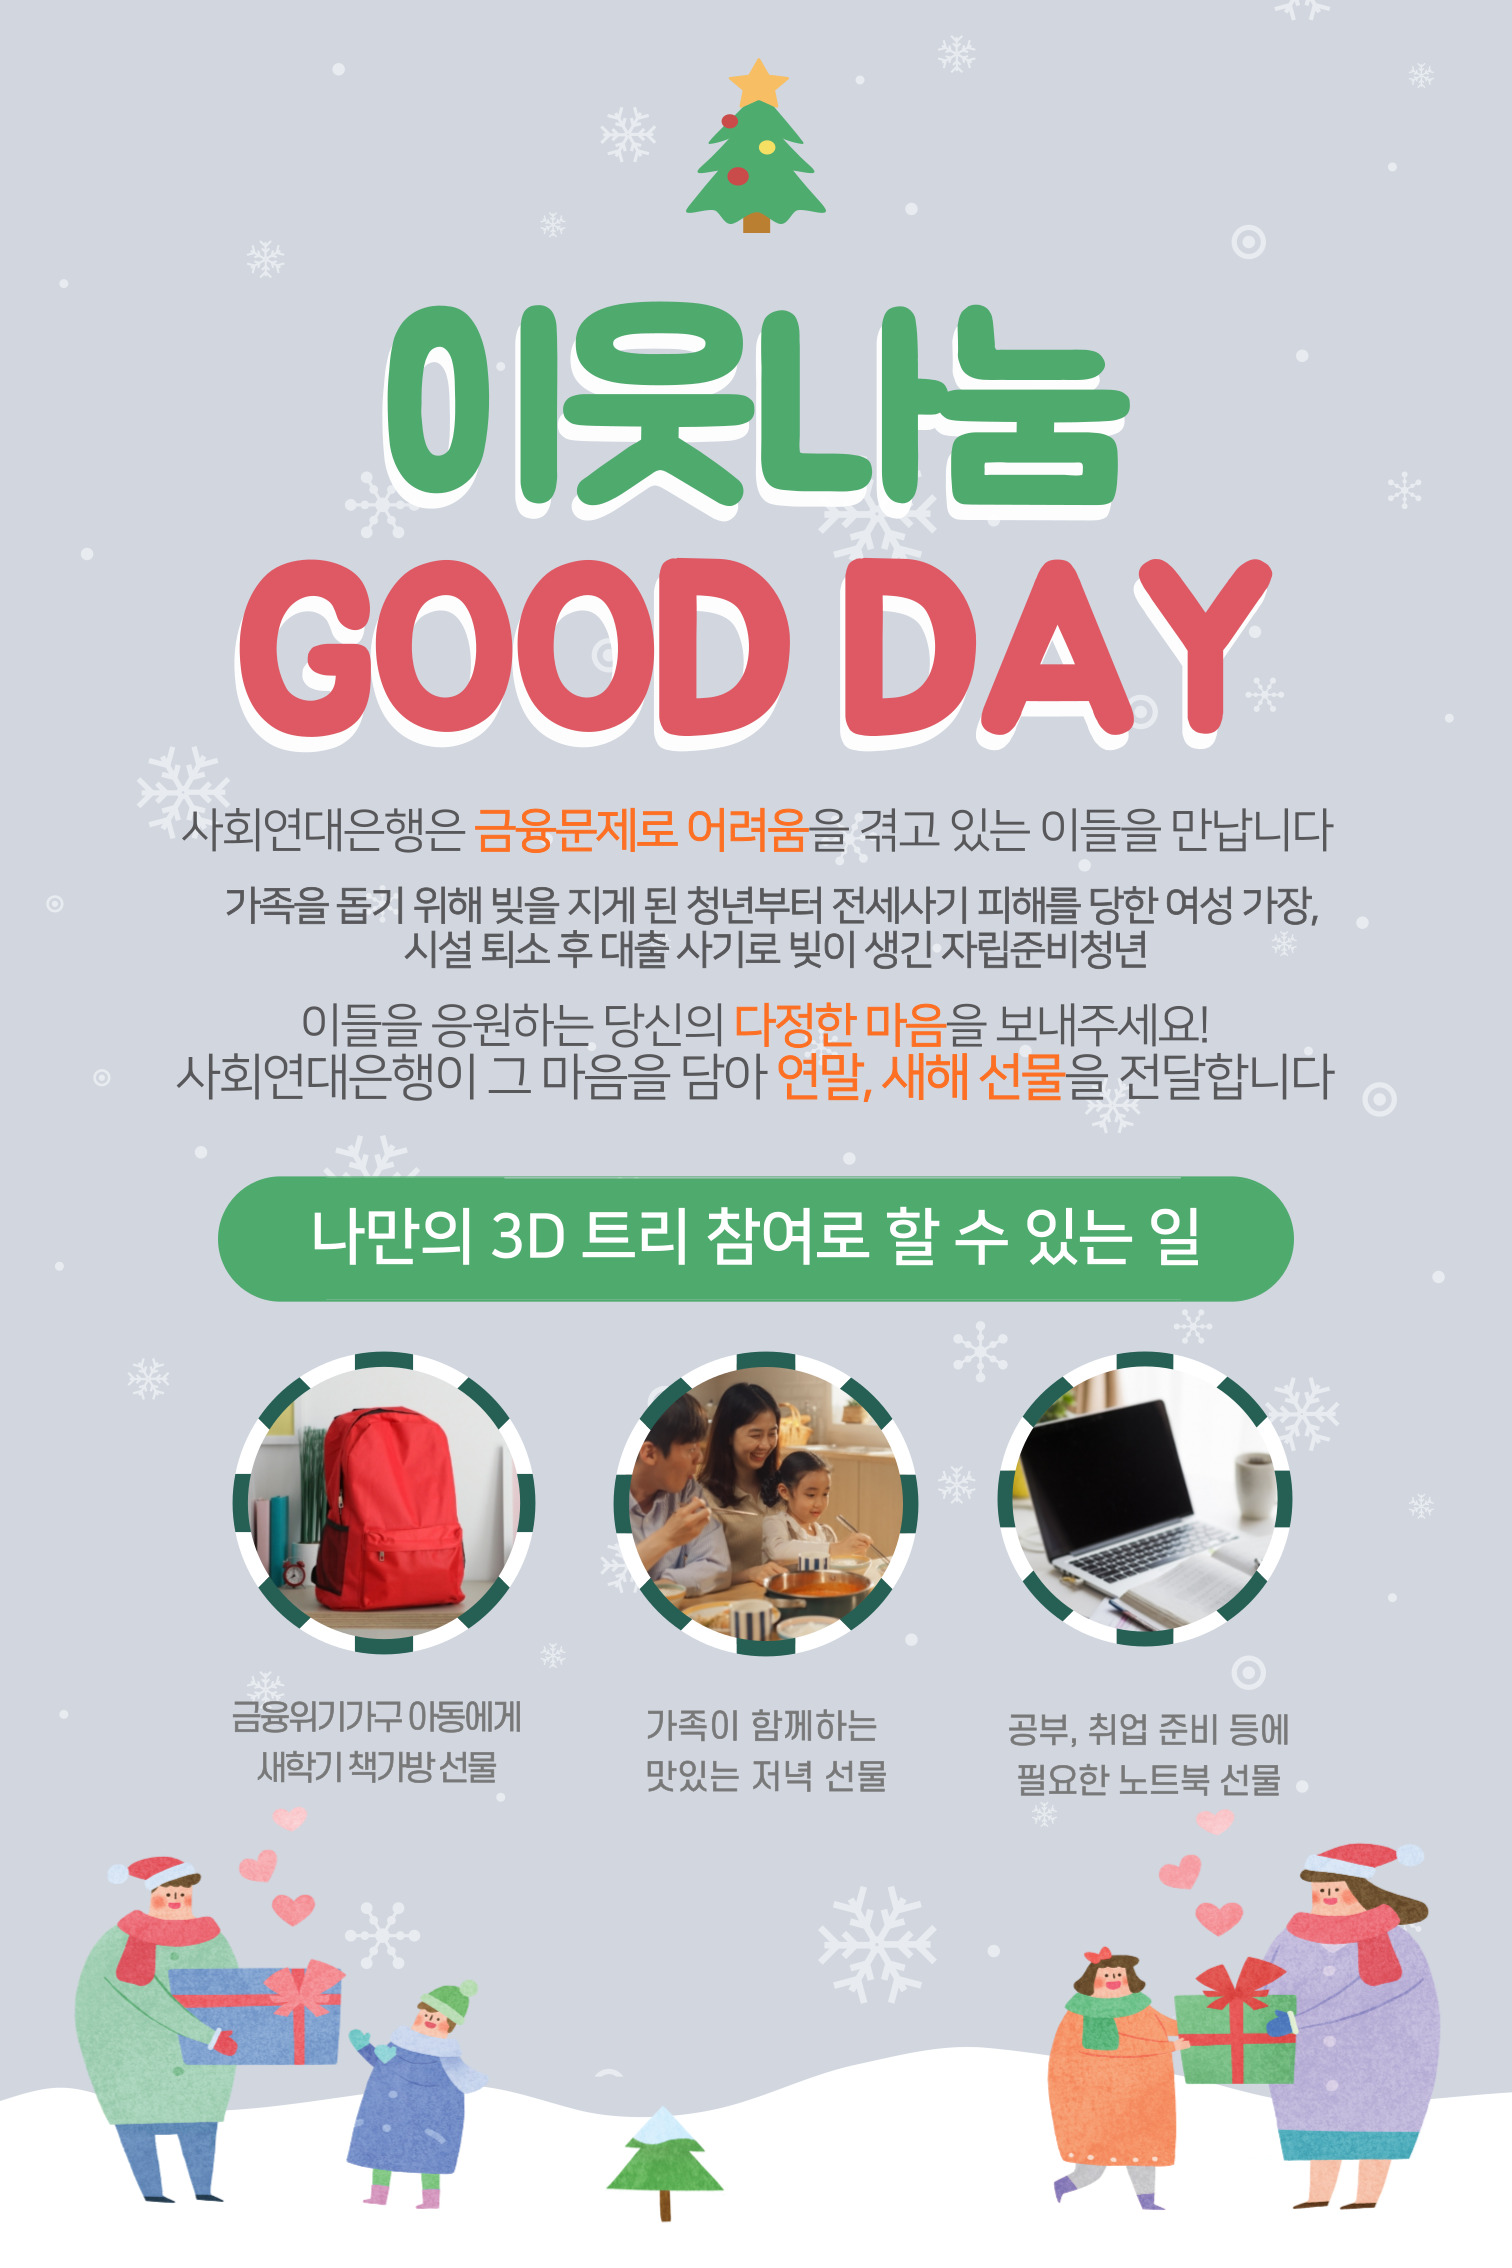 이웃나눔
GOOD DAY
사회연대은행은 금융문제로 어려움을 겪고 있는 이들을 만납니다
가족을 돕기 위해 빚을 지게 된 청년부터 전세사기 피해를 당한 여성 가장,
시설 퇴소 후 대출 사기로 빚이 생긴 자립준비청년
이들을 응원하는 당신의 다정한 마음을 보내주세요!
사회연대은행이 그 마음을 담아 연말, 새해 선물을 전달합니다
나만의 3D 트리 참여로 할 수 있는 일
금융위기가구 아동에게
새학기 책가방 선물
가족이 함께하는
맛있는 저녁 선물
공부, 취업 준비 등에
필요한 노트북 선물